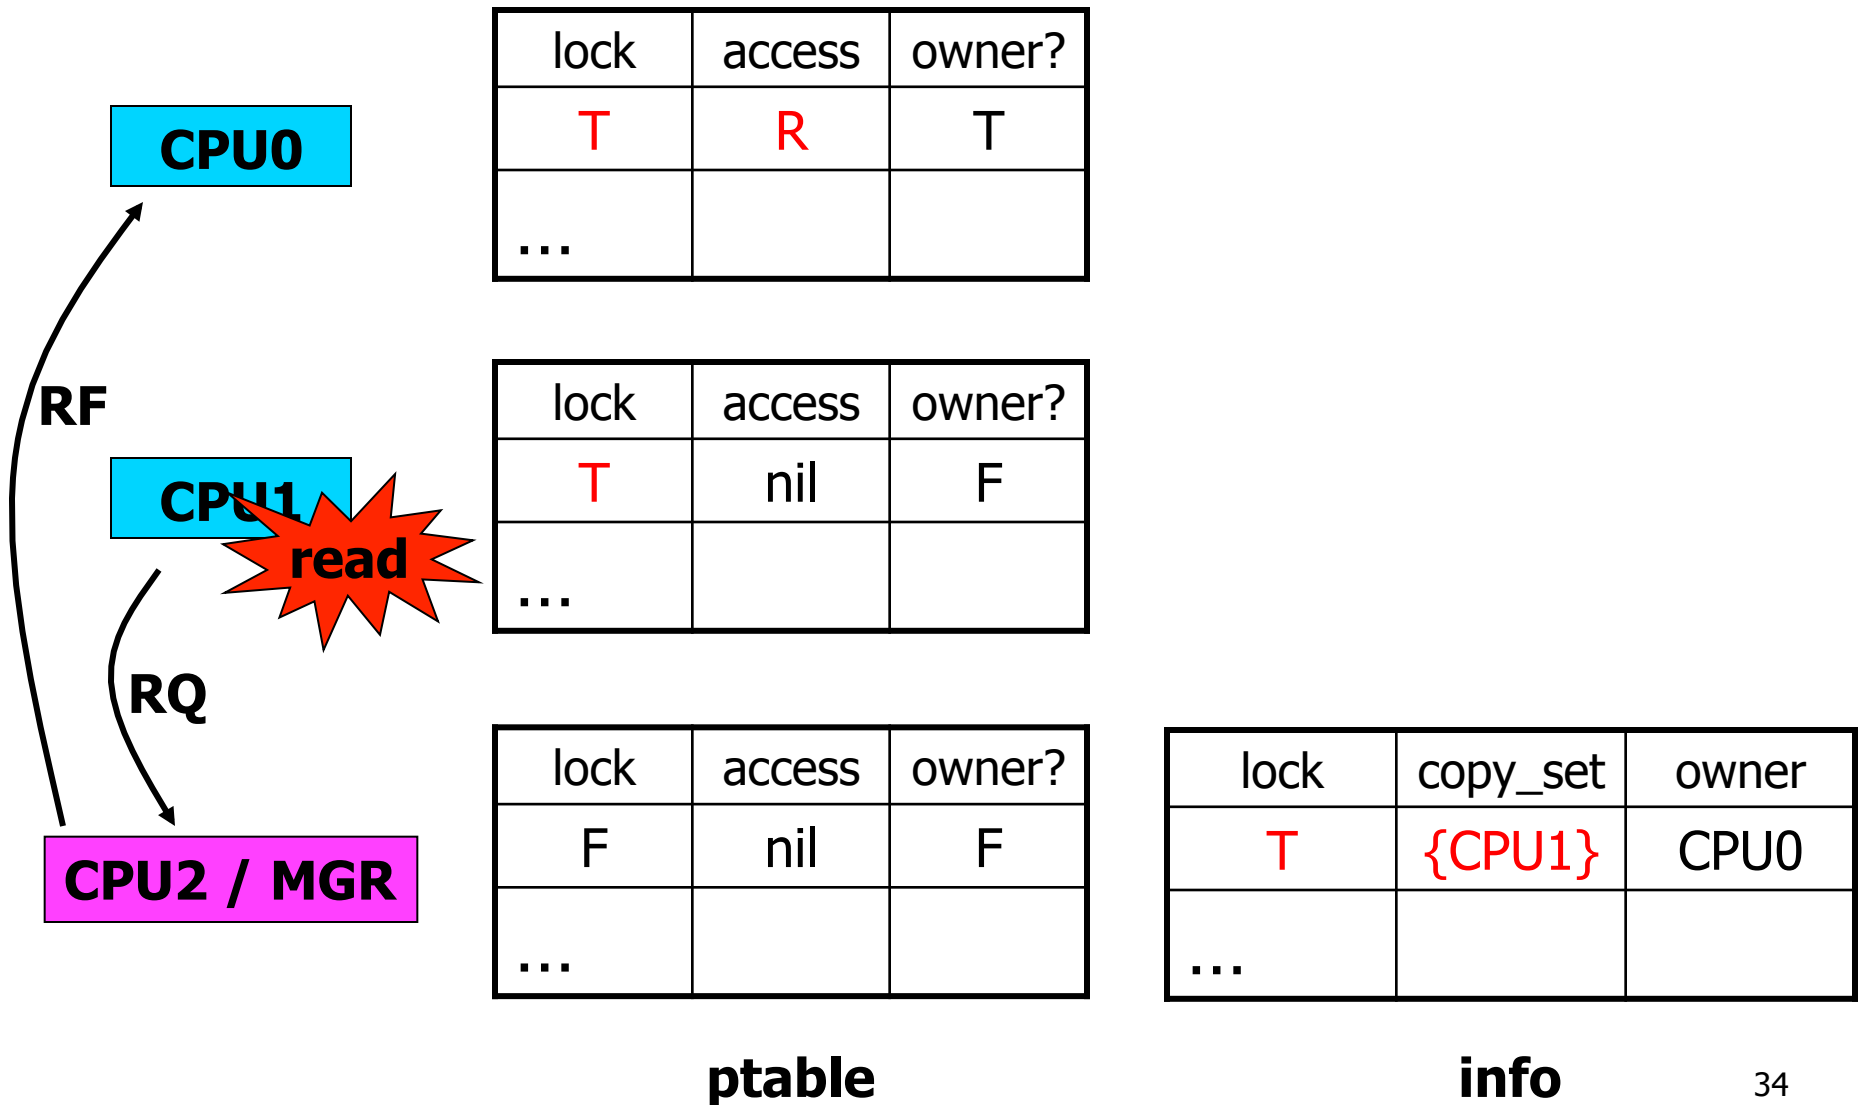 lock access owner?
CPU0
T R T
...
RF
lock access owner?
CPU1
T nil F
read
...
RQ
lock access owner?
lock copy_set owner
CPU2 / MGR
F nil F
T {CPU1} CPU0
...
...
ptable
info
34